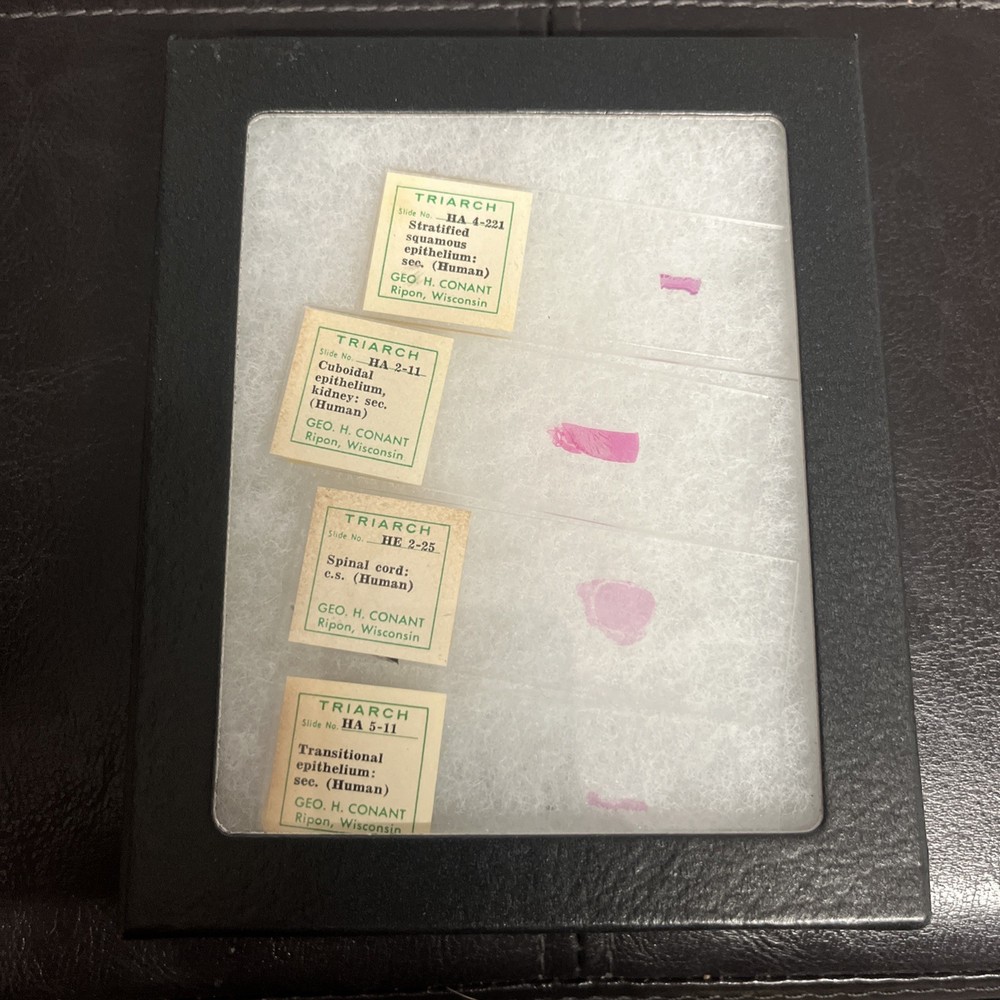 TRIARCH
Slide No. HA 4-221
Stratified
squamous
epithelium:
sec. (Human)
GEO. H. CONANT
Ripon, Wisconsin
TRIARCH
Slide No. HA 2-11
Cuboidal
epithelium,
kidney: sec.
(Human)
GEO. H. CONANT
Ripon, Wisconsin
TRIARCH
Slide No. HE 2-25
Spinal cord:
c.s. (Human)
GEO. H. CONANT
Ripon, Wisconsin
TRIARCH
Slide No. HA 5-11
Transitional
epithelium:
sec. (Human)
GEO. H. CONANT
Ripon, Wisconsin